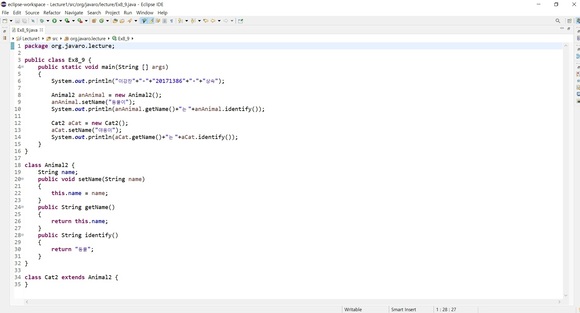 eclipse-workspace - Lecture1/src/org/javaro/lecture/Ex8_9.java - Eclipse IDE
File Edit Source Refactor Navigate Search Project Run Window Help
Ex8_9.java
Lecture1 src org.javaro.lecture Ex8_9
1 package org.javaro.lecture;
2
3 public class Ex8_9 {
4 public static void main(String [] args)
5 {
6 System.out.println("이강민"+"-"+"20171386"+"-"+"상속");
7
8 Animal2 anAnimal = new Animal2();
9 anAnimal.setName("동물이");
10 System.out.println(anAnimal.getName()+"는 "+anAnimal.identify());
11
12 Cat2 aCat = new Cat2();
13 aCat.setName("야옹이");
14 System.out.println(aCat.getName()+"는 "+aCat.identify());
15 }
16 }
17
18 class Animal2 {
19 String name;
20 public void setName(String name)
21 {
22 this.name = name;
23 }
24 public String getName()
25 {
26 return this.name;
27 }
28 public String identify()
29 {
30 return "동물";
31 }
32 }
33
34 class Cat2 extends Animal2 {
35 }
Writable Smart Insert 1 : 28 : 27